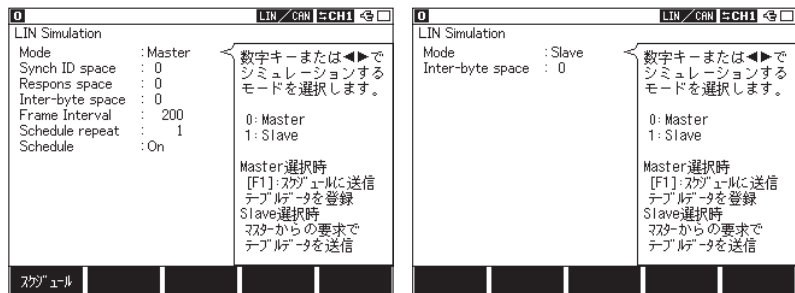 0 LIN/CAN ⇆CH1
LIN Simulation
Mode :Master
Synch ID space : 0
Respons space : 0
Inter-byte space : 0
Frame Interval : 200
Schedule repeat : 1
Schedule :On
数字キーまたは◀▶で
シミュレーションする
モードを選択します。
0: Master
1: Slave
Master選択時
[F1]:ｽｹｼﾞｭｰﾙに送信
ﾃｰﾌﾞﾙﾃﾞｰﾀを登録
Slave選択時
ﾏｽﾀｰからの要求で
ﾃｰﾌﾞﾙﾃﾞｰﾀを送信
ｽｹｼﾞｭｰﾙ
0 LIN/CAN ⇆CH1
LIN Simulation
Mode :Slave
Inter-byte space : 0
数字キーまたは◀▶で
シミュレーションする
モードを選択します。
0: Master
1: Slave
Master選択時
[F1]:ｽｹｼﾞｭｰﾙに送信
ﾃｰﾌﾞﾙﾃﾞｰﾀを登録
Slave選択時
ﾏｽﾀｰからの要求で
ﾃｰﾌﾞﾙﾃﾞｰﾀを送信